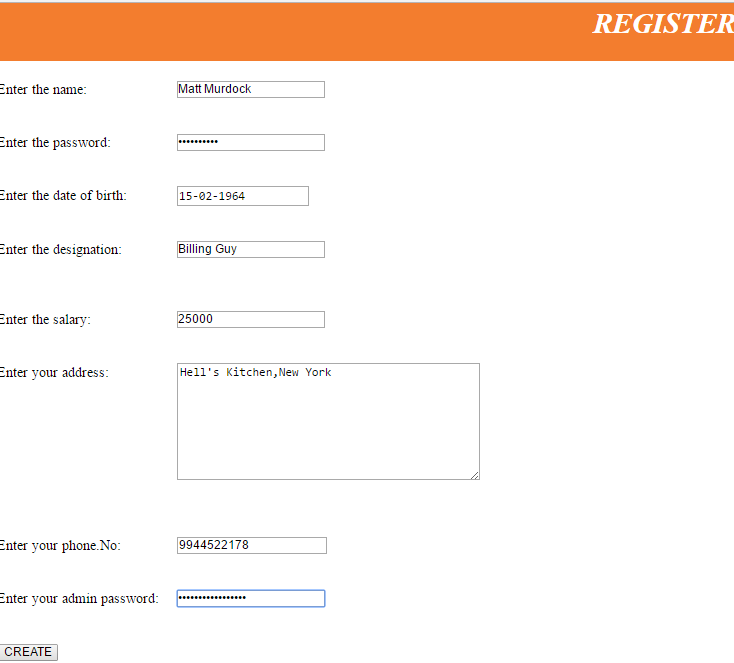 REGISTER
Enter the name: Matt Murdock
Enter the password: ••••••••••
Enter the date of birth: 15-02-1964
Enter the designation: Billing Guy
Enter the salary: 25000
Enter your address: Hell's Kitchen,New York
Enter your phone.No: 9944522178
Enter your admin password: •••••••••••••••••
CREATE